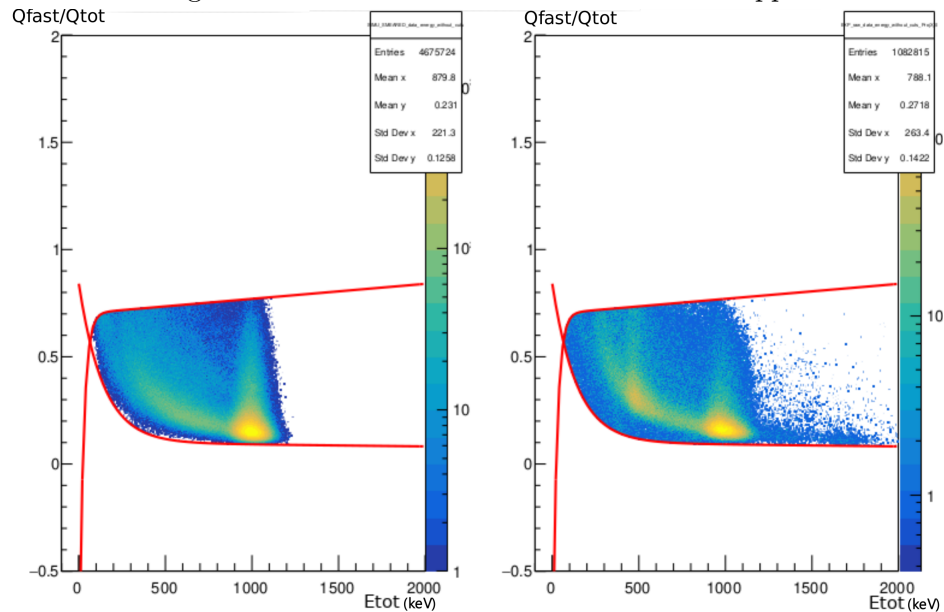 Qfast/Qtot
Entries 4675724
Mean x 879.8
Mean y 0.231
Std Dev x 221.3
Std Dev y 0.1258
2
1.5
1
0.5
0
−0.5
0 500 1000 1500 2000
Etot (keV)
10
1
Qfast/Qtot
Entries 1082815
Mean x 788.1
Mean y 0.2718
Std Dev x 263.4
Std Dev y 0.1422
2
1.5
1
0.5
0
−0.5
0 500 1000 1500 2000
Etot (keV)
10
1